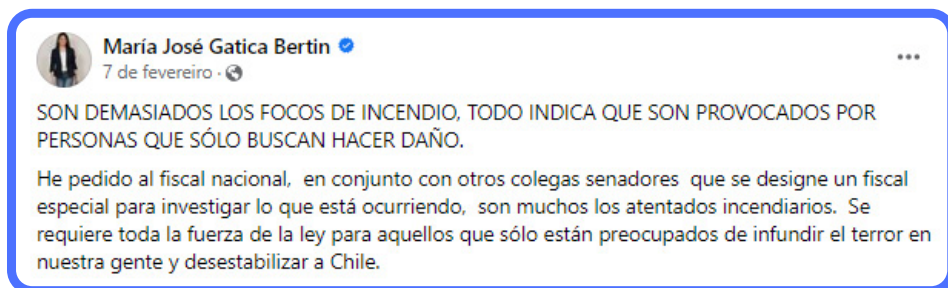 María José Gatica Bertin
7 de fevereiro ·
SON DEMASIADOS LOS FOCOS DE INCENDIO, TODO INDICA QUE SON PROVOCADOS POR
PERSONAS QUE SÓLO BUSCAN HACER DAÑO.
He pedido al fiscal nacional,  en conjunto con otros colegas senadores  que se designe un fiscal
especial para investigar lo que está ocurriendo,  son muchos los atentados incendiarios.  Se
requiere toda la fuerza de la ley para aquellos que sólo están preocupados de infundir el terror en
nuestra gente y desestabilizar a Chile.